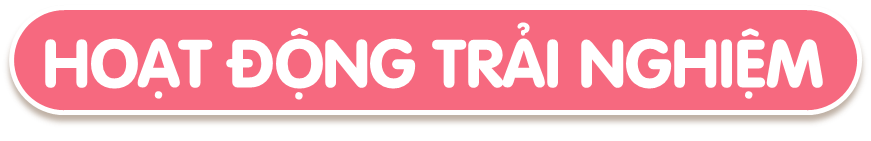 HOẠT ĐỘNG TRẢI NGHIỆM